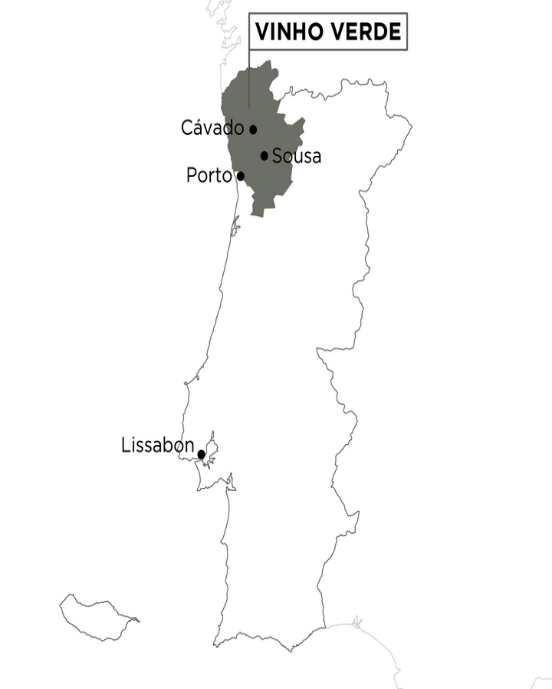 VINHO VERDE
Cávado
Sousa
Porto
Lissabon